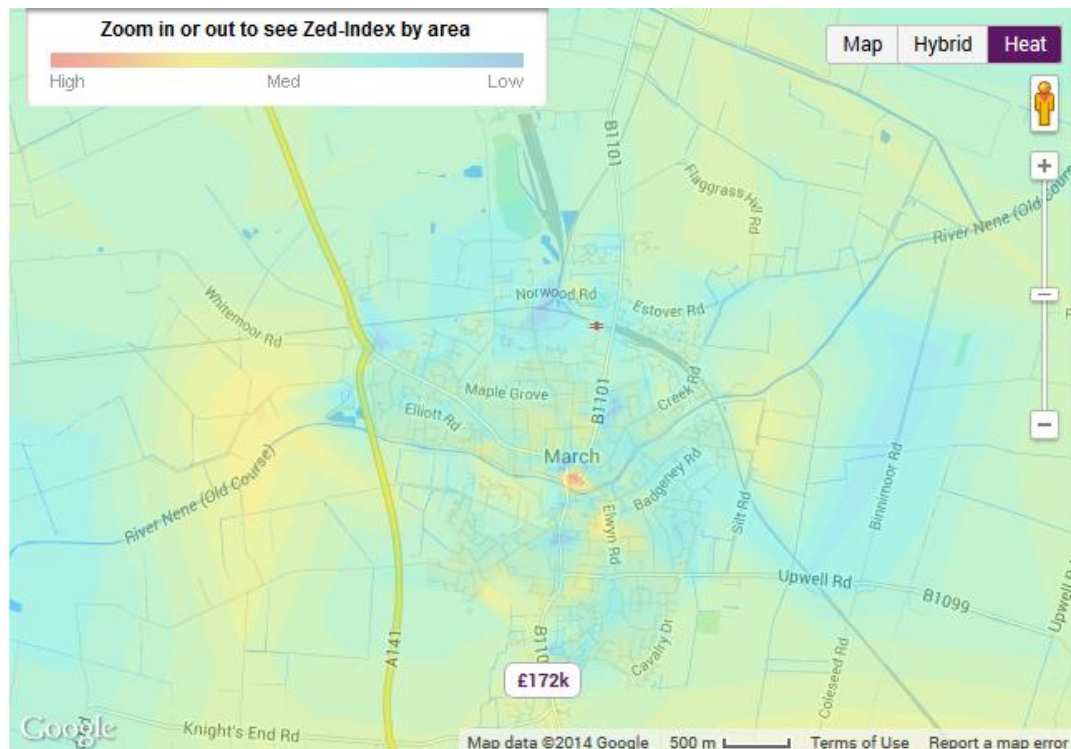 Zoom in or out to see Zed-Index by area
High Med Low
Map Hybrid Heat
B1101
Flaggrass Hill Rd
River Nene (Old Course)
Norwood Rd
Estover Rd
Whitemoor Rd
Maple Grove
Elliott Rd
B1101
Creek Rd
March
Badgeney Rd
River Nene (Old Course)
Elwyn Rd
Silt Rd
Binnimoor Rd
Upwell Rd
B1099
Upwell
A141
Cavalry Dr
Coleseed Rd
£172k
Knight's End Rd
Google
Map data ©2014 Google 500 m Terms of Use Report a map error